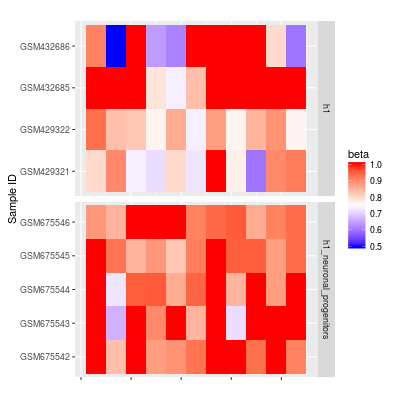 GSM432686
GSM432685
GSM429322
GSM429321
h1
GSM675546
GSM675545
GSM675544
GSM675543
GSM675542
h1_neuronal_progenitors
Sample ID
beta
1.0
0.9
0.8
0.7
0.6
0.5